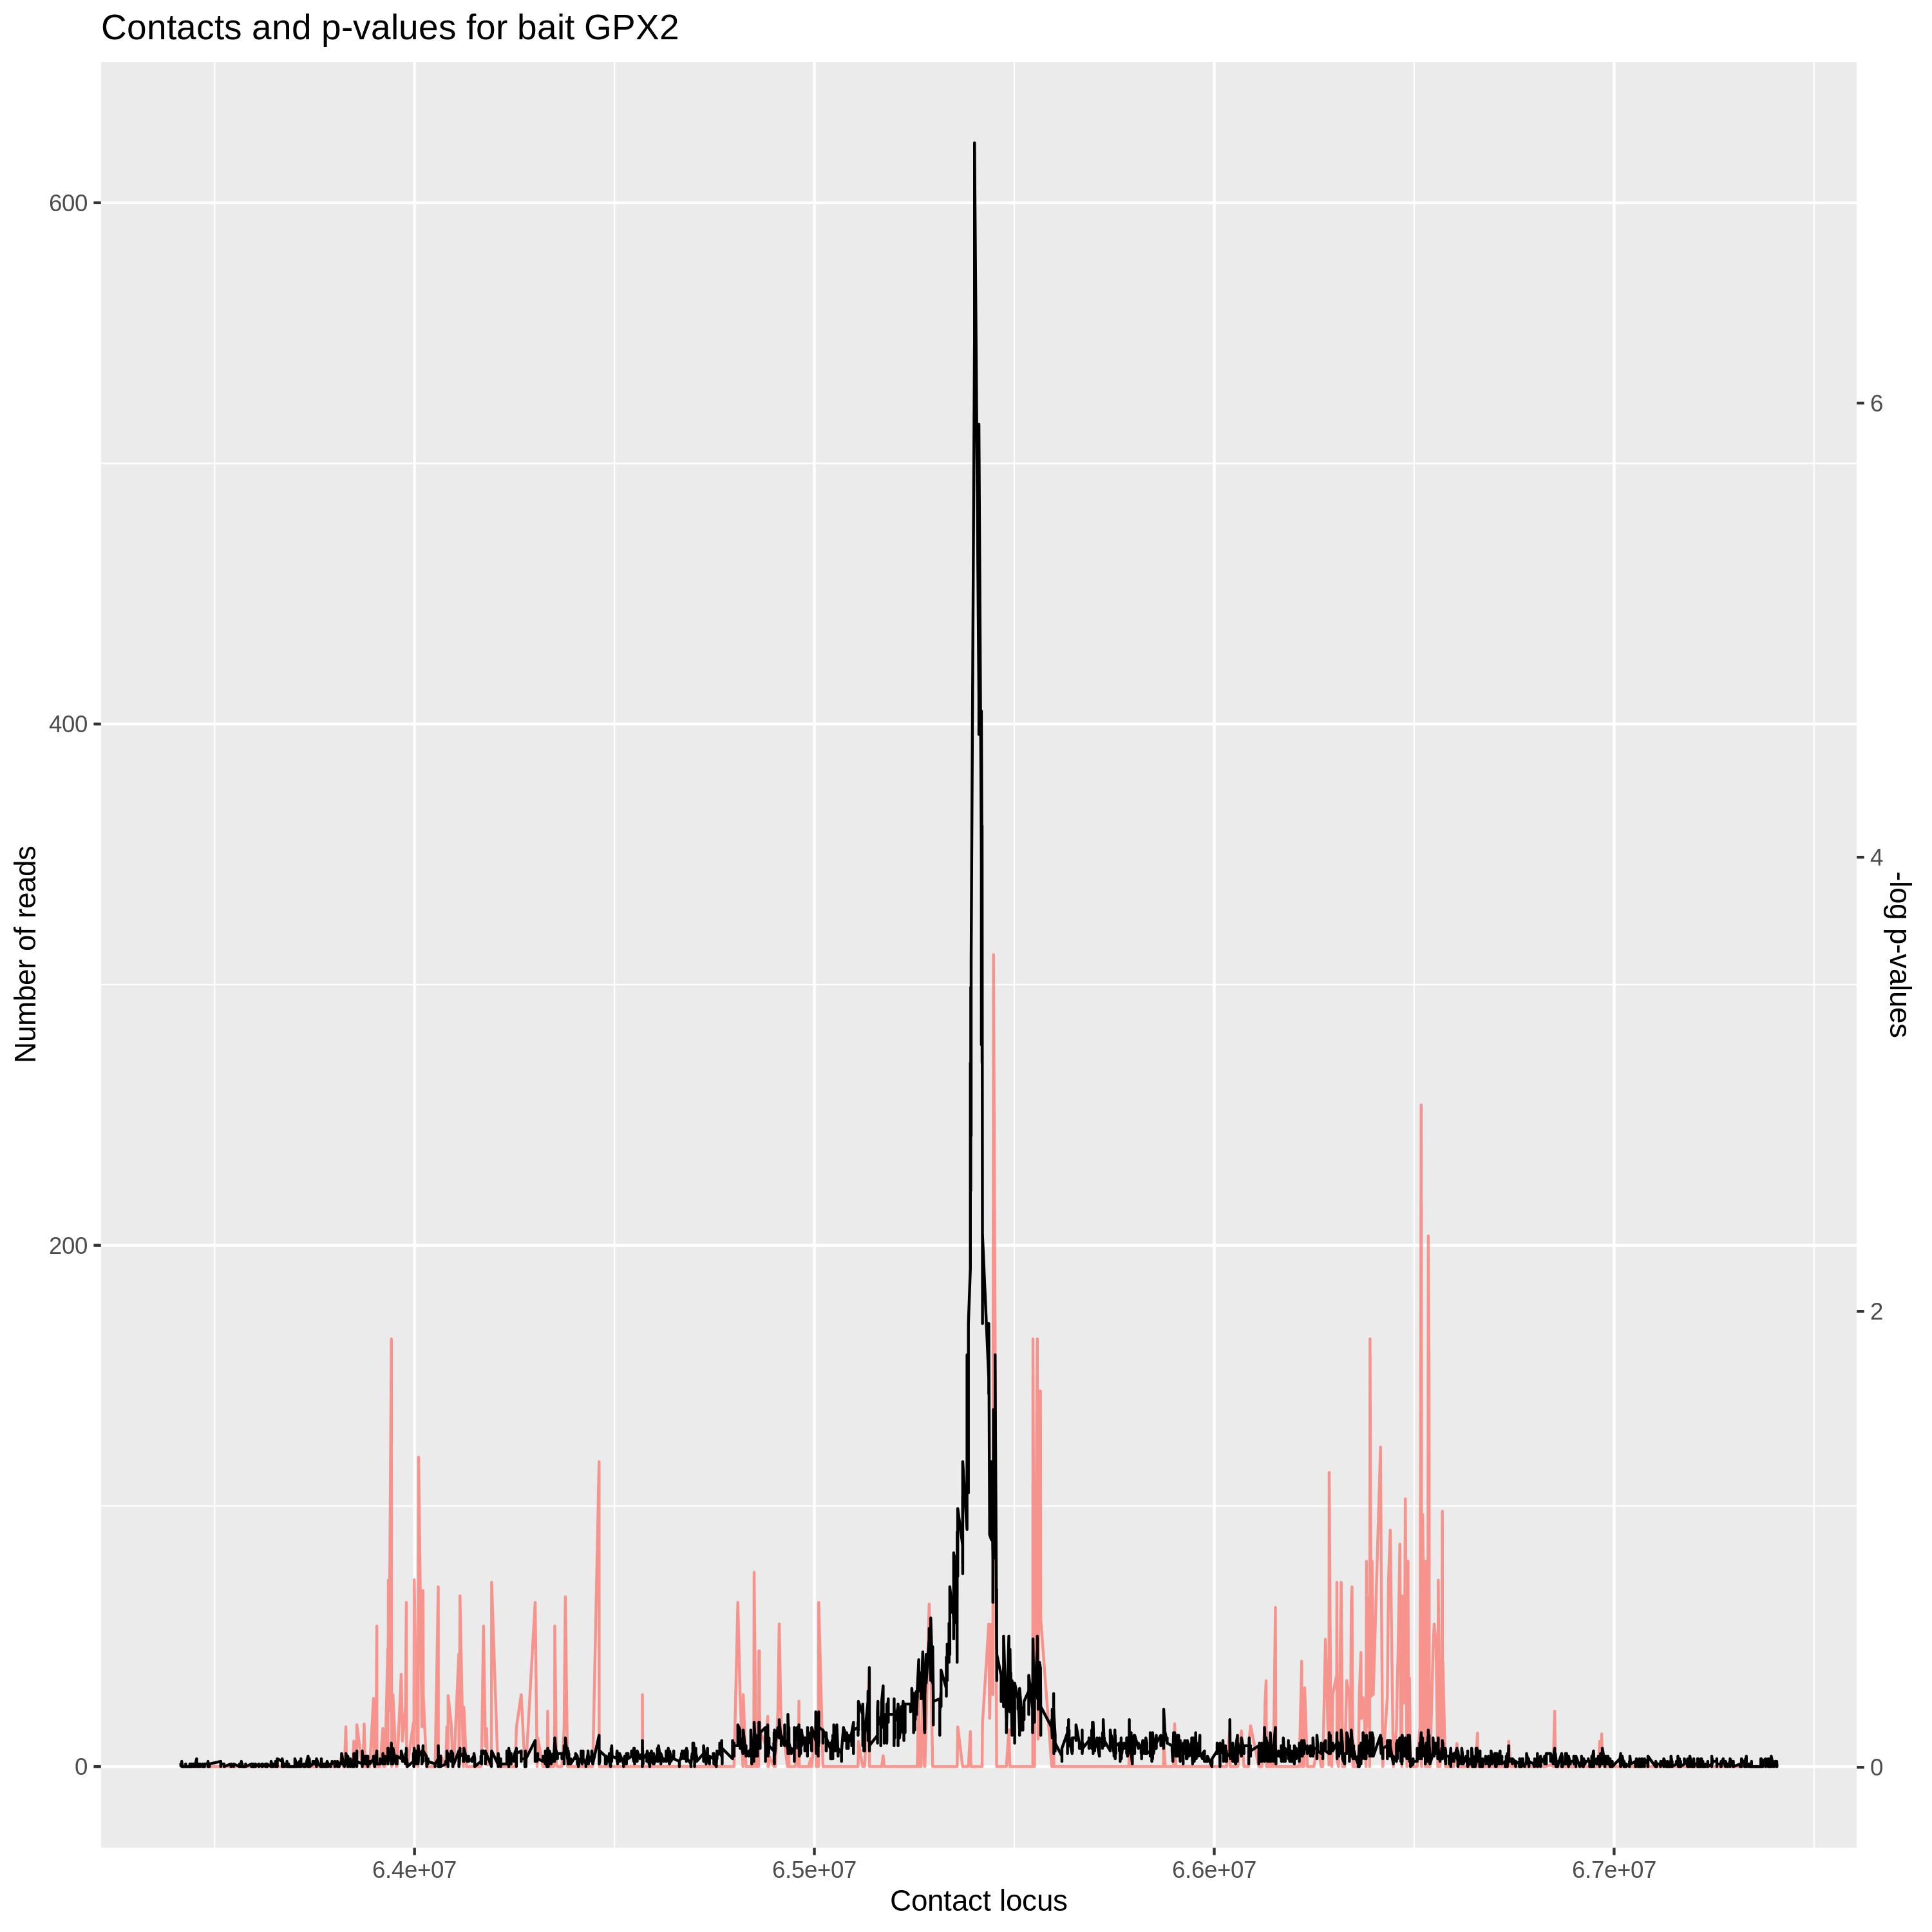 Contacts and p-values for bait GPX2
600
400
200
0
Number of reads
6
4
2
0
-log p-values
6.4e+07
6.5e+07
6.6e+07
6.7e+07
Contact locus